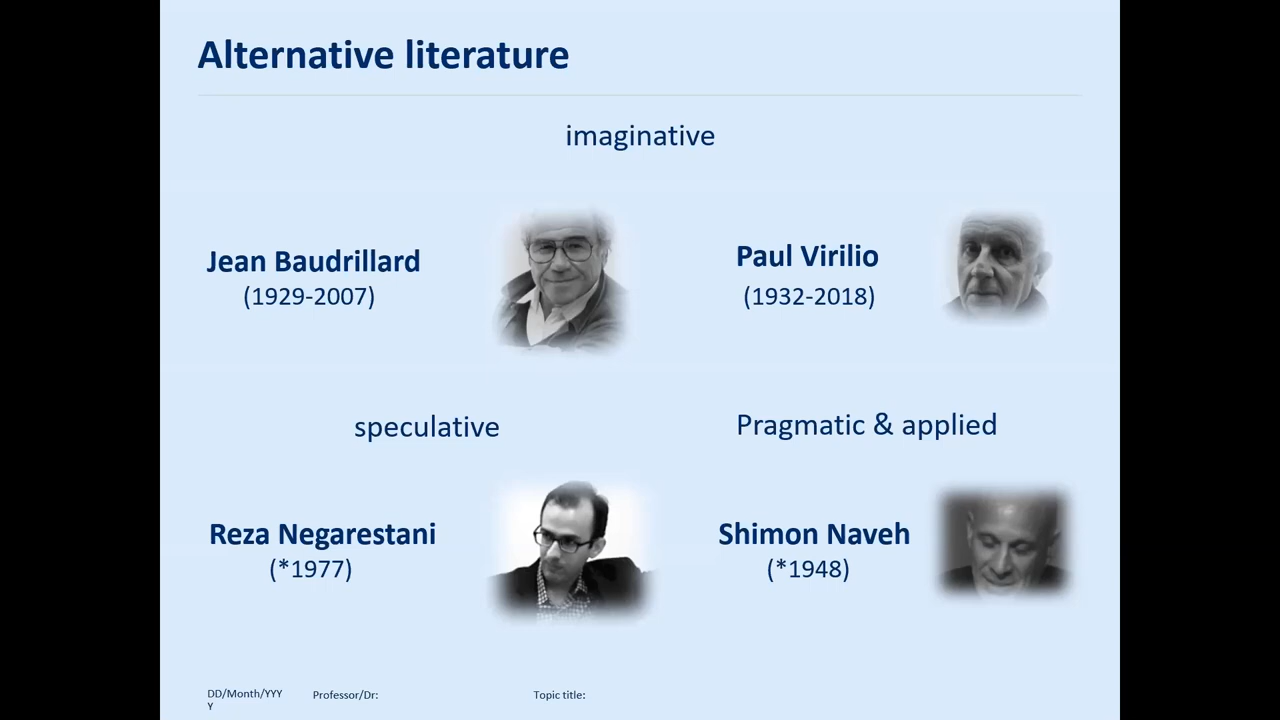 Alternative literature
imaginative
Jean Baudrillard
(1929-2007)
Paul Virilio
(1932-2018)
speculative
Pragmatic & applied
Reza Negarestani
(*1977)
Shimon Naveh
(*1948)
DD/Month/YYY
Y
Professor/Dr:
Topic title: